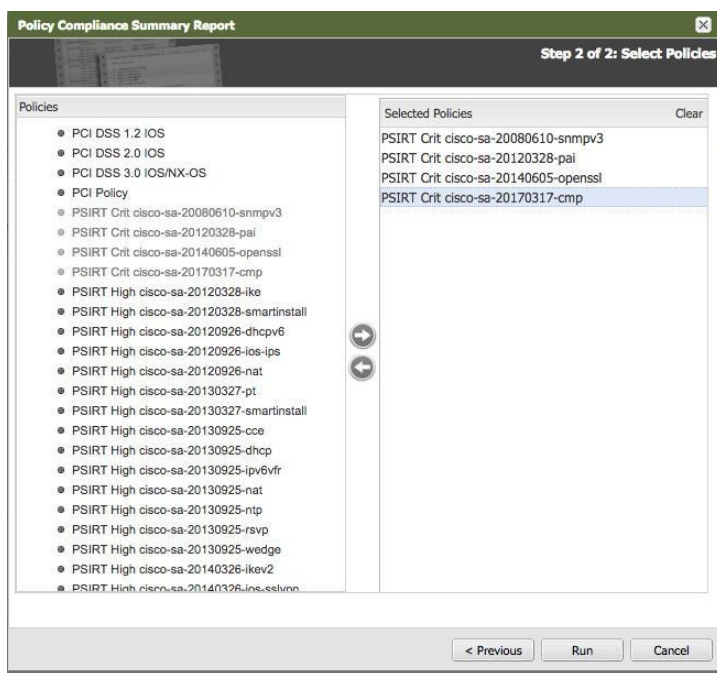 Policy Compliance Summary Report
Step 2 of 2: Select Policies
Policies
PCI DSS 1.2 IOS
PCI DSS 2.0 IOS
PCI DSS 3.0 IOS/NX-OS
PCI Policy
PSIRT Crit cisco-sa-20080610-snmpv3
PSIRT Crit cisco-sa-20120328-pai
PSIRT Crit cisco-sa-20140605-openssl
PSIRT Crit cisco-sa-20170317-cmp
PSIRT High cisco-sa-20120328-ike
PSIRT High cisco-sa-20120328-smartinstall
PSIRT High cisco-sa-20120926-dhcpv6
PSIRT High cisco-sa-20120926-ios-ips
PSIRT High cisco-sa-20120926-nat
PSIRT High cisco-sa-20130327-pt
PSIRT High cisco-sa-20130327-smartinstall
PSIRT High cisco-sa-20130925-cce
PSIRT High cisco-sa-20130925-dhcp
PSIRT High cisco-sa-20130925-ipv6vfr
PSIRT High cisco-sa-20130925-nat
PSIRT High cisco-sa-20130925-ntp
PSIRT High cisco-sa-20130925-rsvp
PSIRT High cisco-sa-20130925-wedge
PSIRT High cisco-sa-20140326-ikev2
PSIRT High cisco-sa-20140326-ios-sslvpn
Selected Policies Clear
PSIRT Crit cisco-sa-20080610-snmpv3
PSIRT Crit cisco-sa-20120328-pai
PSIRT Crit cisco-sa-20140605-openssl
PSIRT Crit cisco-sa-20170317-cmp
< Previous Run Cancel